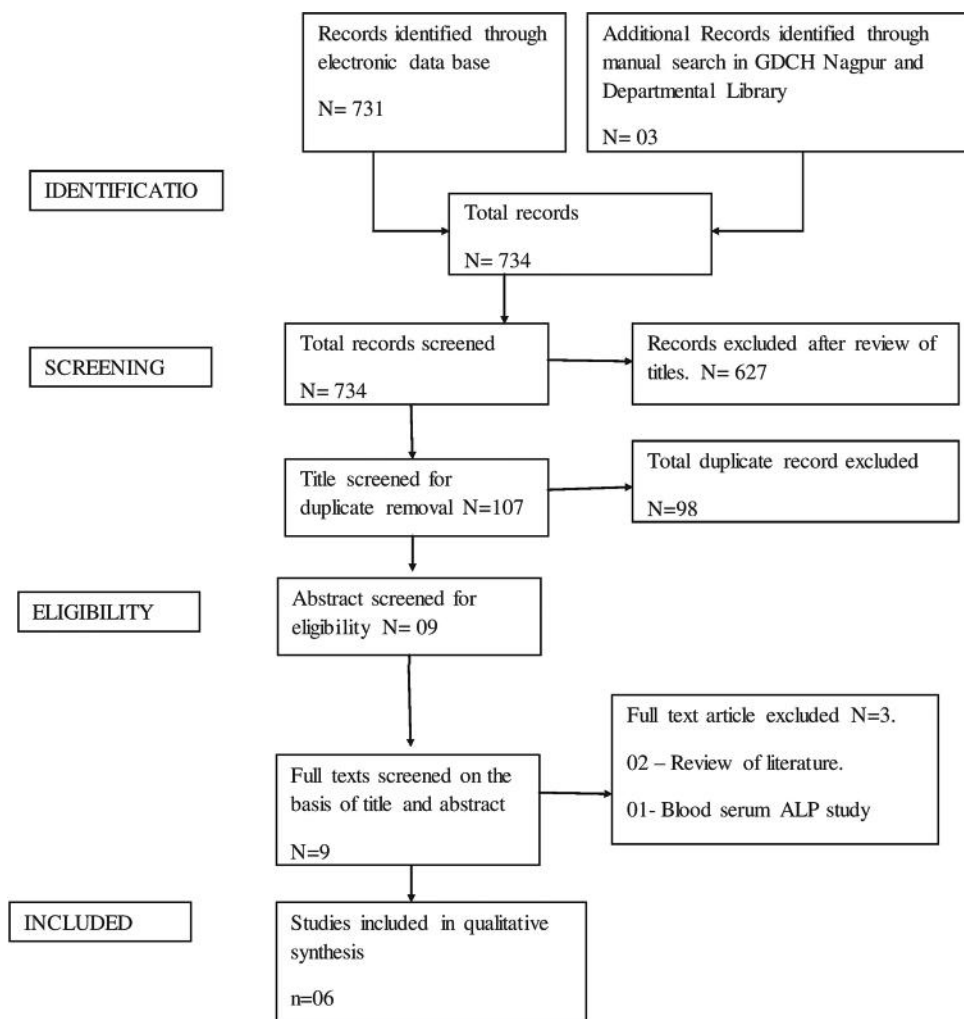 Records identified through
electronic data base
N= 731
Additional Records identified through
manual search in GDCH Nagpur and
Departmental Library
N= 03
IDENTIFICATIO
Total records
N= 734
SCREENING
Total records screened
N= 734
Records excluded after review of
titles. N= 627
Title screened for
duplicate removal N=107
Total duplicate record excluded
N=98
ELIGIBILITY
Abstract screened for
eligibility N= 09
Full texts screened on the
basis of title and abstract
N=9
Full text article excluded N=3.
02 – Review of literature.
01- Blood serum ALP study
INCLUDED
Studies included in qualitative
synthesis
n=06